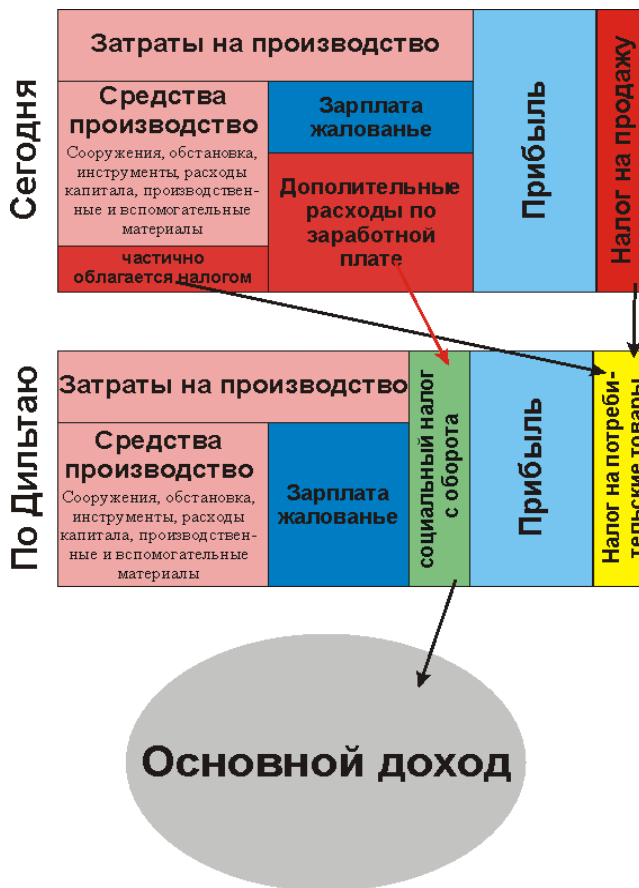 Сегодня
Затраты на производство
Средства
производство
Сооружения, обстановка,
инструменты, расходы
капитала, производствен-
ные и вспомогательные
материалы
частично
облагается налогом
Зарплата
жалованье
Дополительные
расходы по
заработной
плате
Прибыль
Налог на продажу
По Дильтаю
Затраты на производство
Средства
производство
Сооружения, обстановка,
инструменты, расходы
капитала, производствен-
ные и вспомогательные
материалы
Зарплата
жалованье
социальный налог
с оборота
Прибыль
Налог на потреби-
тельские товары
Основной доход